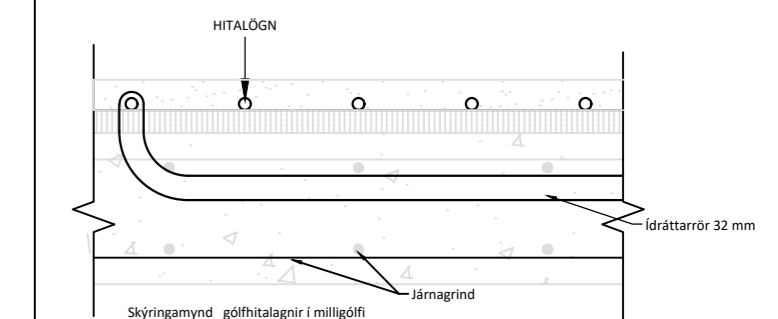 HITALÖGN
Ídráttarrör 32 mm
Járnagrind
Skýringamynd gólfhitalagnir í milligólfi